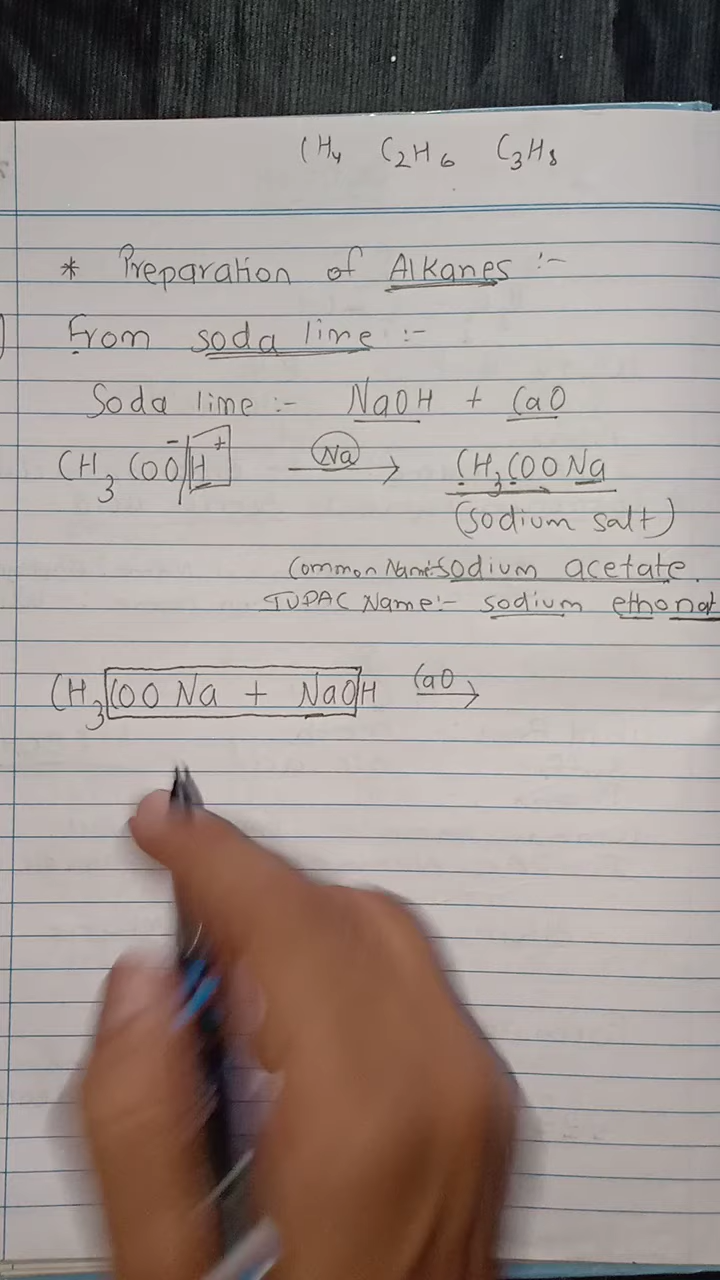 CH4 C2H6 C3H8
* Preparation of Alkanes :-
From soda lime :-
Soda lime :- NaOH + CaO
CH3COO⁻ H⁺ Na → CH3COONa
(sodium salt)
Common Name:- sodium acetate.
IUPAC Name:- sodium ethonat
CH3COONa + NaOH CaO →